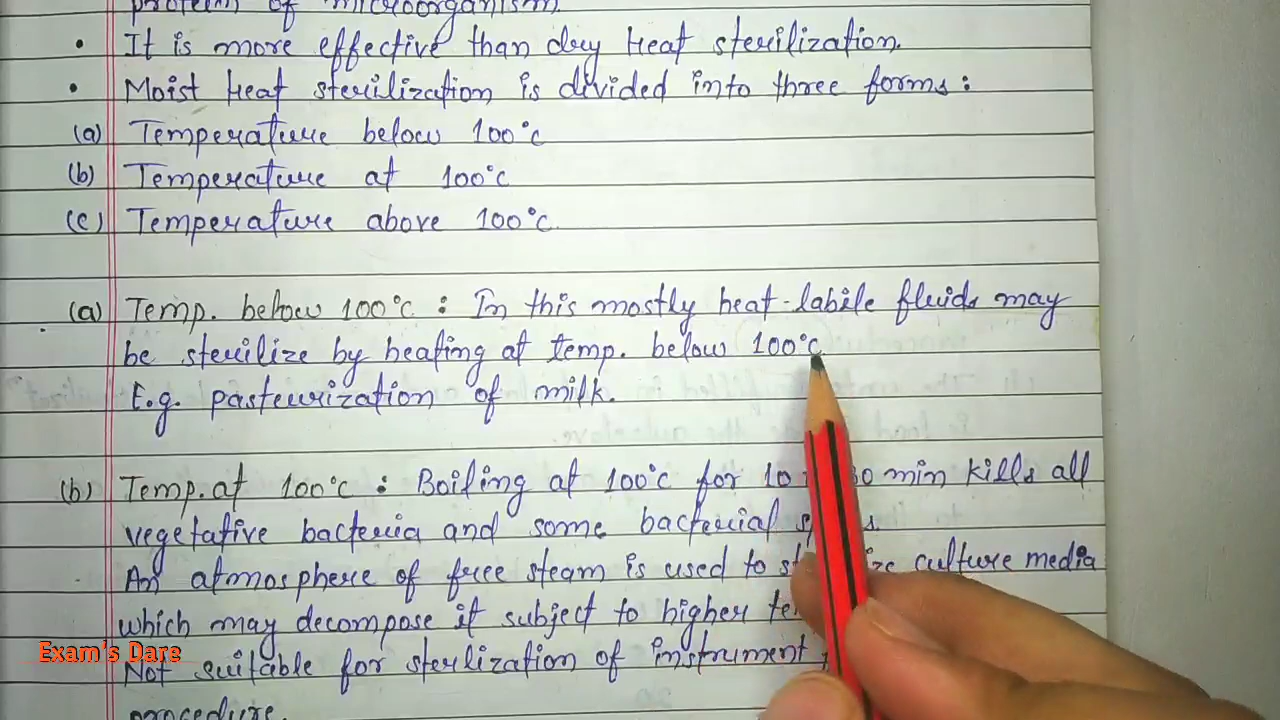 protein of microorganism
• It is more effective than dry heat sterilization.
• Moist heat sterilization is divided into three forms:
(a) Temperature below 100°c
(b) Temperature at 100°c
(c) Temperature above 100°c.
(a) Temp. below 100°c : In this mostly heat-labile fluids may
be sterilize by heating at temp. below 100°c.
E.g. pasteurization of milk.
(b) Temp. at 100°c : Boiling at 100°c for 10 min kills all
vegetative bacteria and some bacterial
An atmosphere of free steam is used to culture media
which may decompose if subject to higher
Not suitable for sterilization of instrument
procedure.
Exam's Dare